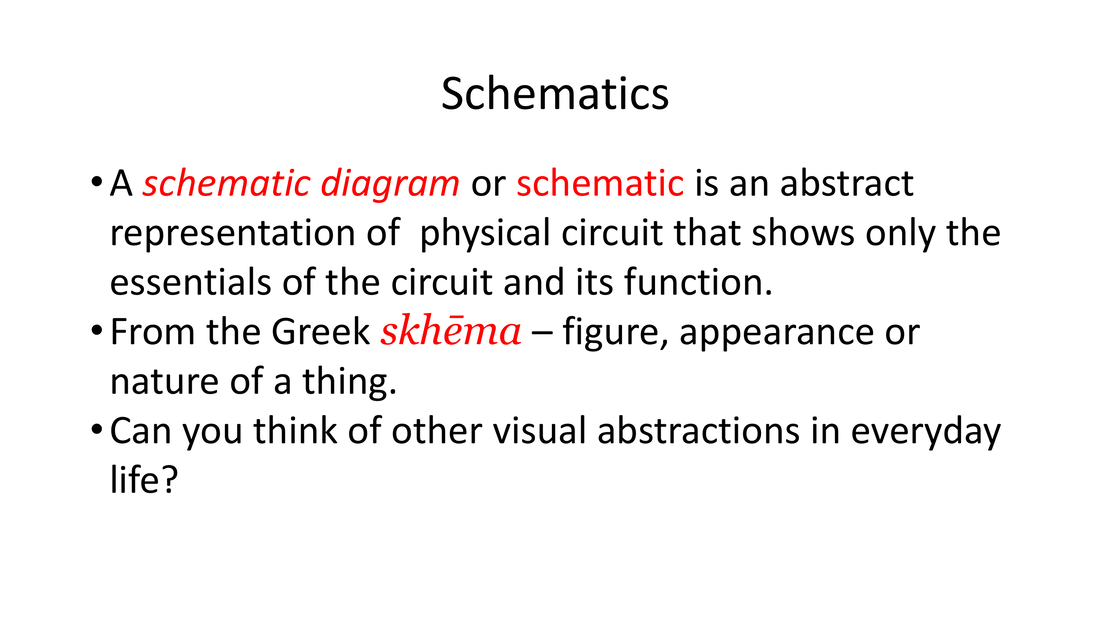 Schematics
•A schematic diagram or schematic is an abstract
representation of  physical circuit that shows only the
essentials of the circuit and its function.
•From the Greek skhēma – figure, appearance or
nature of a thing.
•Can you think of other visual abstractions in everyday
life?